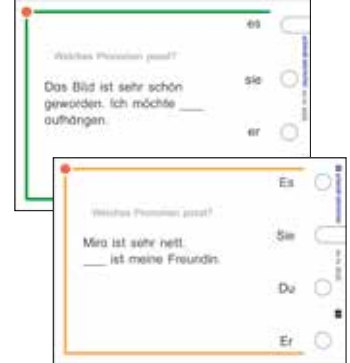 es
Welches Pronomen passt?
sie
Das Bild ist sehr schön
geworden. Ich möchte ___
aufhängen.
er
Es
Welches Pronomen passt?
Sie
Mira ist sehr nett.
___ ist meine Freundin.
Du
Er